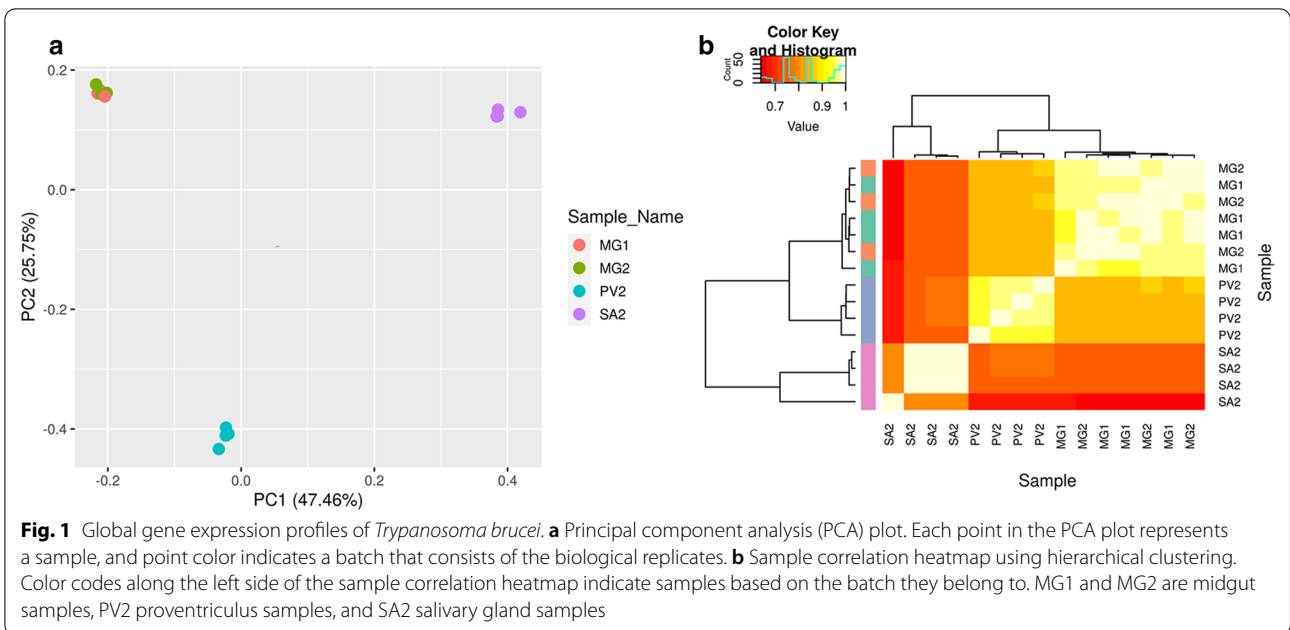 a
0.2
0.0
-0.2
-0.4
PC2 (25.75%)
-0.2 0.0 0.2 0.4
PC1 (47.46%)
Sample_Name
MG1
MG2
PV2
SA2
b
Color Key
and Histogram
Count
0 50
0.7 0.9 1
Value
MG2
MG1
MG2
MG1
MG1
MG2
MG1
PV2
PV2
PV2
PV2
SA2
SA2
SA2
SA2
Sample
SA2 SA2 SA2 SA2 PV2 PV2 PV2 PV2 MG1 MG2 MG1 MG1 MG2 MG1 MG2
Sample
Fig. 1 Global gene expression profiles of Trypanosoma brucei. a Principal component analysis (PCA) plot. Each point in the PCA plot represents
a sample, and point color indicates a batch that consists of the biological replicates. b Sample correlation heatmap using hierarchical clustering.
Color codes along the left side of the sample correlation heatmap indicate samples based on the batch they belong to. MG1 and MG2 are midgut
samples, PV2 proventriculus samples, and SA2 salivary gland samples